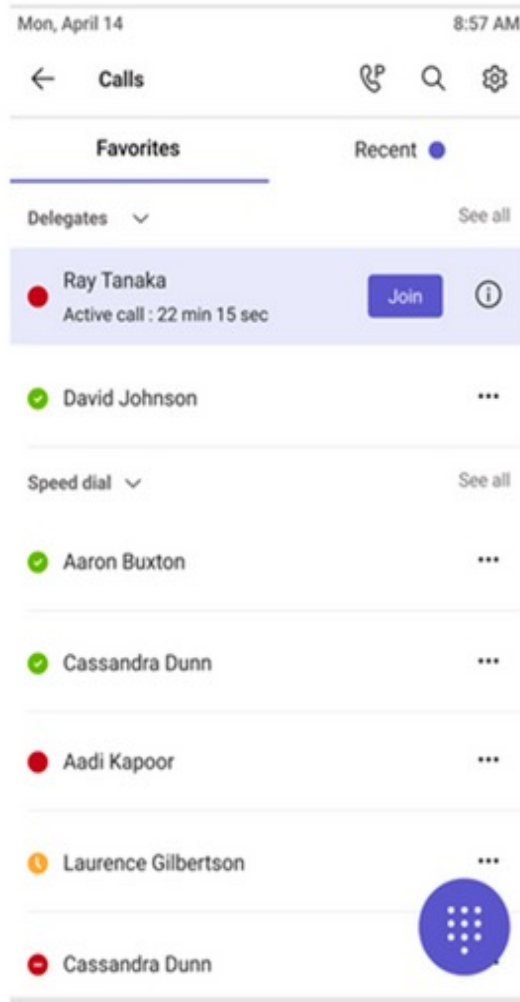 Mon, April 14 8:57 AM
Calls
Favorites Recent
Delegates See all
Ray Tanaka
Active call : 22 min 15 sec
Join
David Johnson
Speed dial See all
Aaron Buxton
Cassandra Dunn
Aadi Kapoor
Laurence Gilbertson
Cassandra Dunn